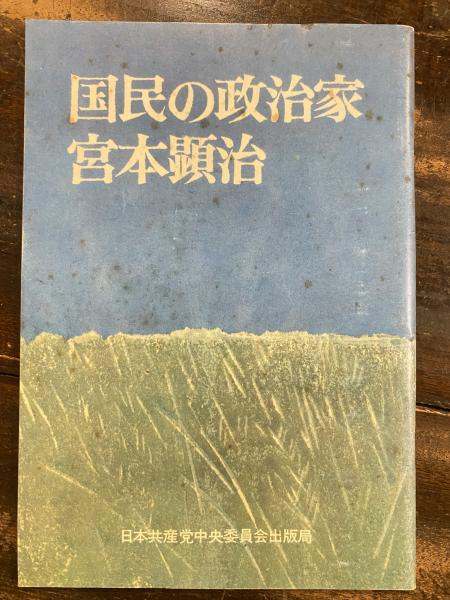 国民の政治家
宮本顕治
日本共産党中央委員会出版局